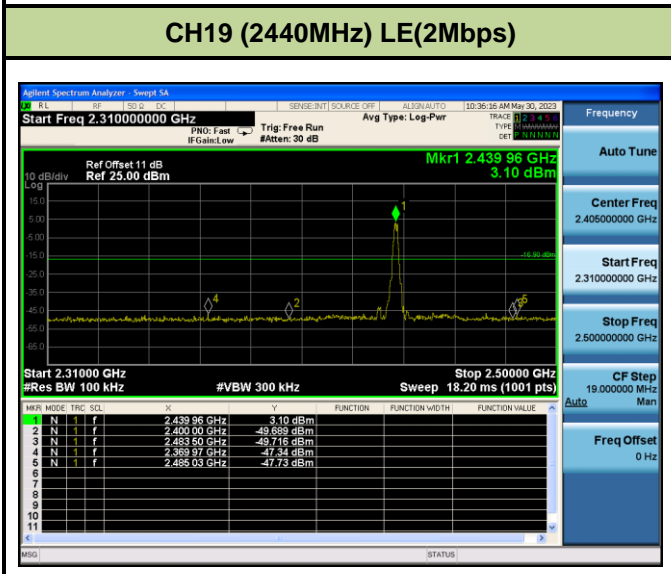 CH19 (2440MHz) LE(2Mbps)
Agilent Spectrum Analyzer - Swept SA
RL RF 50 Ω DC SENSE:INT SOURCE OFF ALIGN AUTO 10:36:16 AM May 30, 2023
Start Freq 2.310000000 GHz
Avg Type: Log-Pwr
TRACE 1 2 3 4 5 6
PNO: Fast
Trig: Free Run
TYPE
IFGain:Low
#Atten: 30 dB
DET P N N N N N
Frequency
Auto Tune
Ref Offset 11 dB
10 dB/div Ref 25.00 dBm
Log
Mkr1 2.439 96 GHz
3.10 dBm
15.0
5.00
-5.00
-15.0
-25.0
-35.0
-45.0
-55.0
-65.0
-16.90 dBm
1
4
2
5
Start 2.31000 GHz Stop 2.50000 GHz
#Res BW 100 kHz #VBW 300 kHz Sweep 18.20 ms (1001 pts)
Center Freq
2.405000000 GHz
Start Freq
2.310000000 GHz
Stop Freq
2.500000000 GHz
CF Step
19.000000 MHz
Auto Man
Freq Offset
0 Hz
MKR MODE TRC SCL X Y FUNCTION FUNCTION WIDTH FUNCTION VALUE
1 N 1 f 2.439 96 GHz 3.10 dBm
2 N 1 f 2.400 00 GHz -49.689 dBm
3 N 1 f 2.483 50 GHz -49.716 dBm
4 N 1 f 2.369 97 GHz -47.34 dBm
5 N 1 f 2.485 03 GHz -47.73 dBm
6
7
8
9
10
11
MSG STATUS